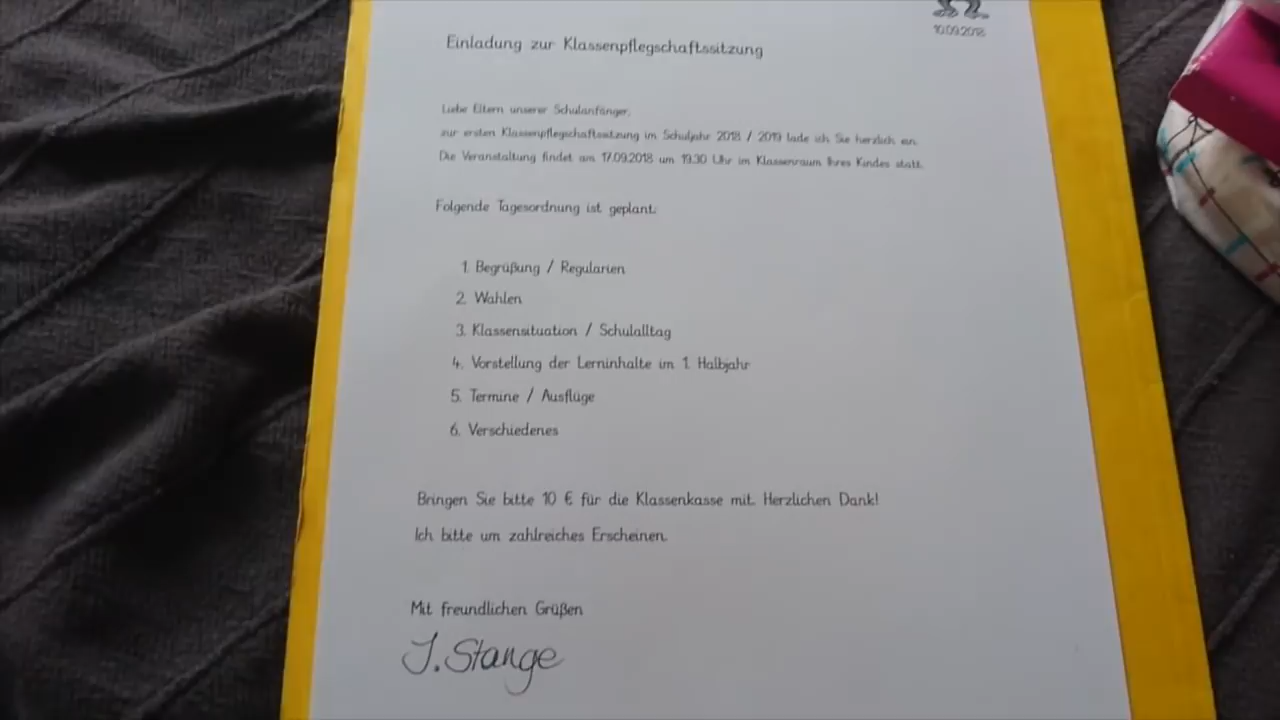 10.09.2018
Einladung zur Klassenpflegschaftssitzung
Liebe Eltern unserer Schulanfänger,
zur ersten Klassenpflegschaftssitzung im Schuljahr 2018 / 2019 lade ich Sie herzlich ein.
Die Veranstaltung findet am 17.09.2018 um 19.30 Uhr im Klassenraum Ihres Kindes statt.
Folgende Tagesordnung ist geplant:
1. Begrüßung / Regularien
2. Wahlen
3. Klassensituation / Schulalltag
4. Vorstellung der Lerninhalte im 1. Halbjahr
5. Termine / Ausflüge
6. Verschiedenes
Bringen Sie bitte 10 € für die Klassenkasse mit. Herzlichen Dank!
Ich bitte um zahlreiches Erscheinen.
Mit freundlichen Grüßen
J. Stange